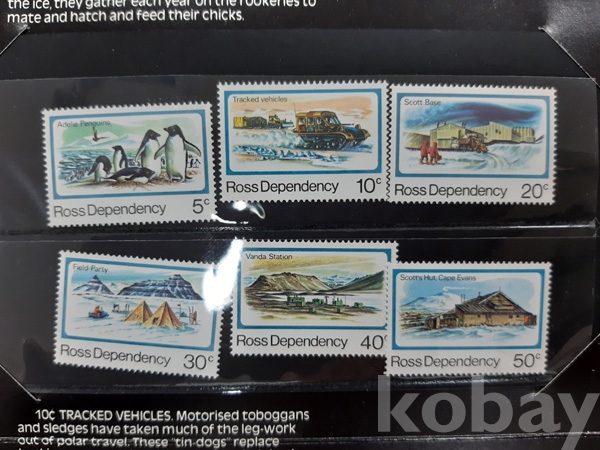 the ice, they gather each year on the rookeries to
mate and hatch and feed their chicks.
Adelie Penguins
Ross Dependency
5c
Tracked vehicles
Ross Dependency
10c
Scott Base
Ross Dependency
20c
Field Party
Ross Dependency
30c
Vanda Station
Ross Dependency
40c
Scott's Hut, Cape Evans
Ross Dependency
50c
10c TRACKED VEHICLES. Motorised toboggans
and sledges have taken much of the leg-work
out of polar travel. These "tin-dogs" replace
kobay